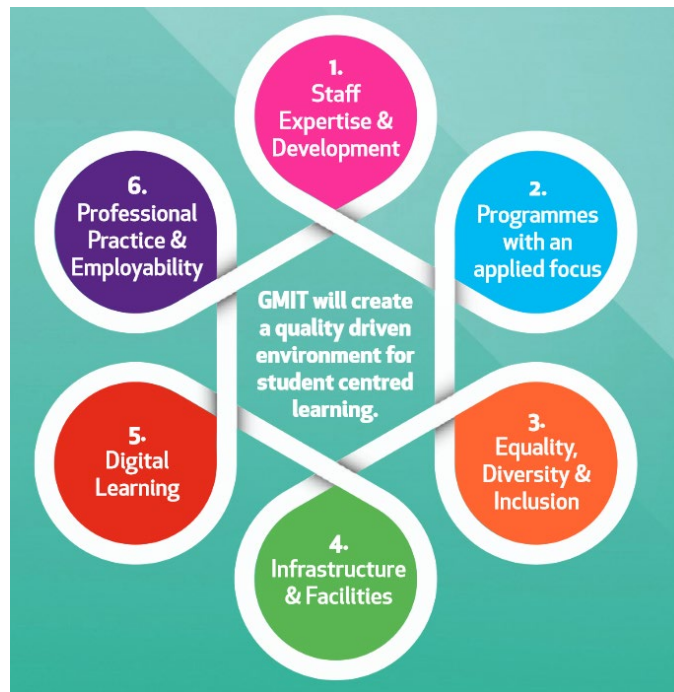 1.
Staff
Expertise &
Development
2.
Programmes
with an
applied focus
3.
Equality,
Diversity &
Inclusion
4.
Infrastructure
& Facilities
5.
Digital
Learning
6.
Professional
Practice &
Employability
GMIT will create
a quality driven
environment for
student centred
learning.